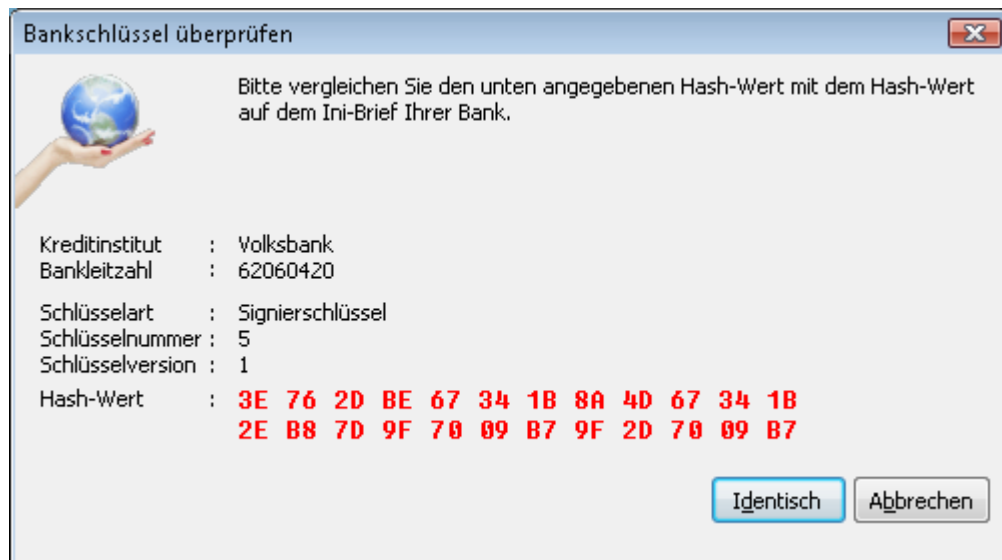 Bankschlüssel überprüfen
Bitte vergleichen Sie den unten angegebenen Hash-Wert mit dem Hash-Wert
auf dem Ini-Brief Ihrer Bank.
Kreditinstitut : Volksbank
Bankleitzahl : 62060420
Schlüsselart : Signierschlüssel
Schlüsselnummer : 5
Schlüsselversion : 1
Hash-Wert : 3E 76 2D BE 67 34 1B 8A 4D 67 34 1B
2E B8 7D 9F 70 09 B7 9F 2D 70 09 B7
Identisch Abbrechen